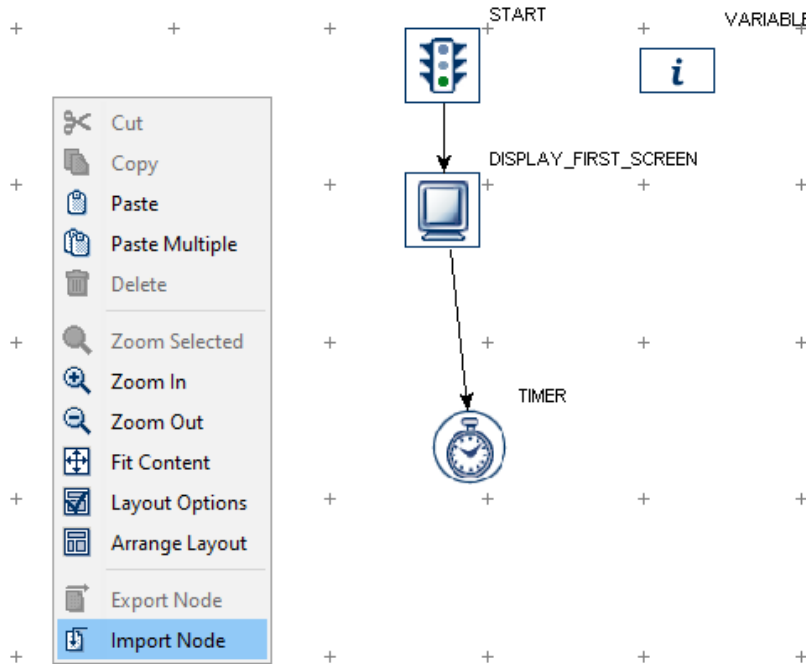 START
VARIABLE
DISPLAY_FIRST_SCREEN
TIMER
Cut
Copy
Paste
Paste Multiple
Delete
Zoom Selected
Zoom In
Zoom Out
Fit Content
Layout Options
Arrange Layout
Export Node
Import Node